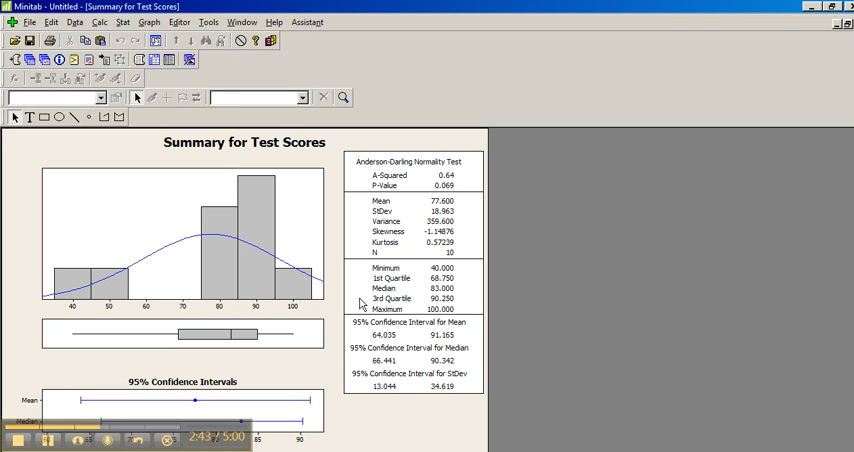 Minitab - Untitled - [Summary for Test Scores]
File Edit Data Calc Stat Graph Editor Tools Window Help Assistant
Summary for Test Scores
40 50 60 70 80 90 100
Anderson-Darling Normality Test
A-Squared 0.64
P-Value 0.069
Mean 77.600
StDev 18.963
Variance 359.600
Skewness -1.14876
Kurtosis 0.57239
N 10
Minimum 40.000
1st Quartile 68.750
Median 83.000
3rd Quartile 90.250
Maximum 100.000
95% Confidence Interval for Mean
64.035 91.165
95% Confidence Interval for Median
66.441 90.342
95% Confidence Interval for StDev
13.044 34.619
95% Confidence Intervals
Mean
Median
60 65 85 90
2:43 / 5:00